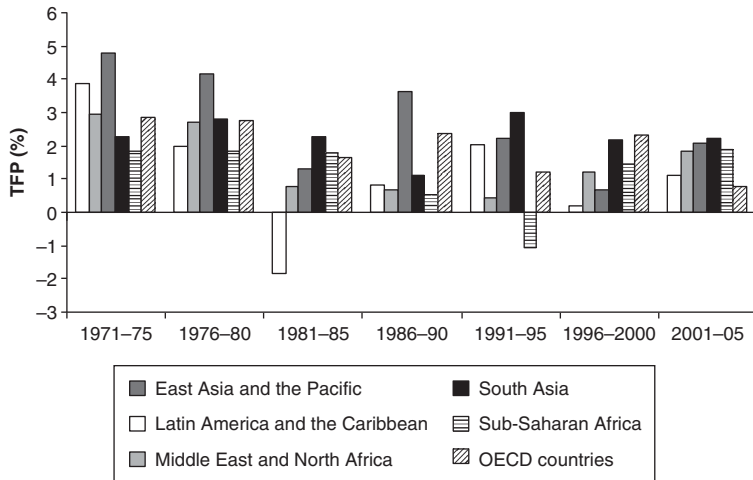 TFP (%)
6
5
4
3
2
1
0
–1
–2
–3
1971–75 1976–80 1981–85 1986–90 1991–95 1996–2000 2001–05
East Asia and the Pacific South Asia
Latin America and the Caribbean Sub-Saharan Africa
Middle East and North Africa OECD countries